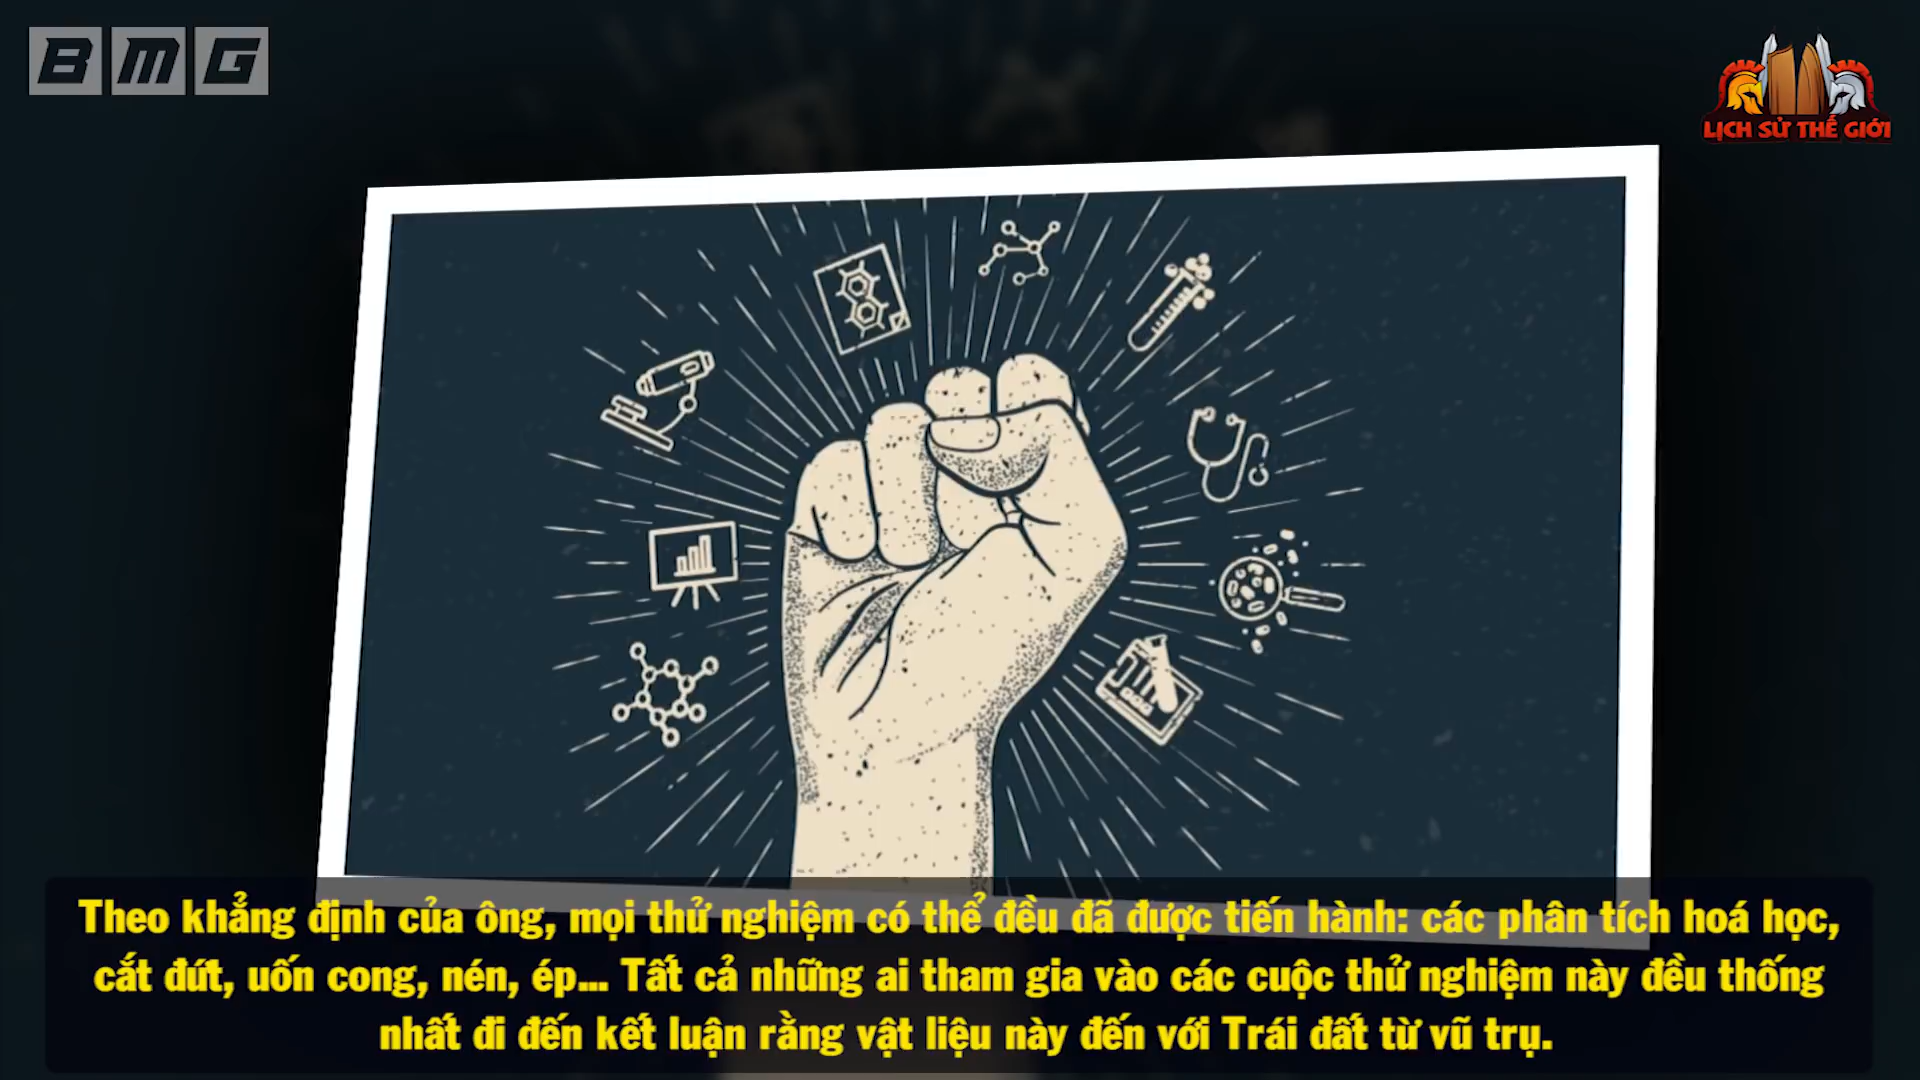 BMG
LỊCH SỬ THẾ GIỚI
Theo khẳng định của ông, mọi thử nghiệm có thể đều đã được tiến hành: các phân tích hoá học,
cắt đứt, uốn cong, nén, ép... Tất cả những ai tham gia vào các cuộc thử nghiệm này đều thống
nhất đi đến kết luận rằng vật liệu này đến với Trái đất từ vũ trụ.